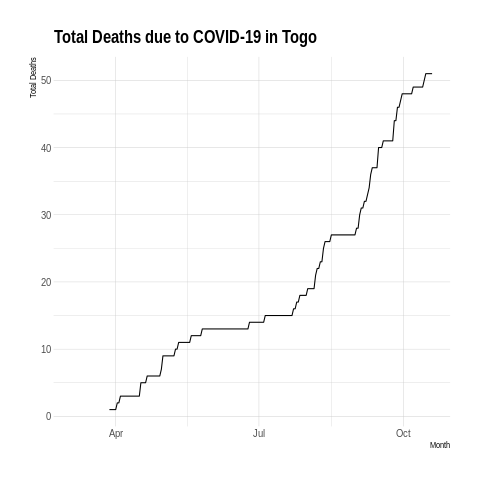 Total Deaths due to COVID-19 in Togo
Total Deaths
50
40
30
20
10
0
Apr
Jul
Oct
Month